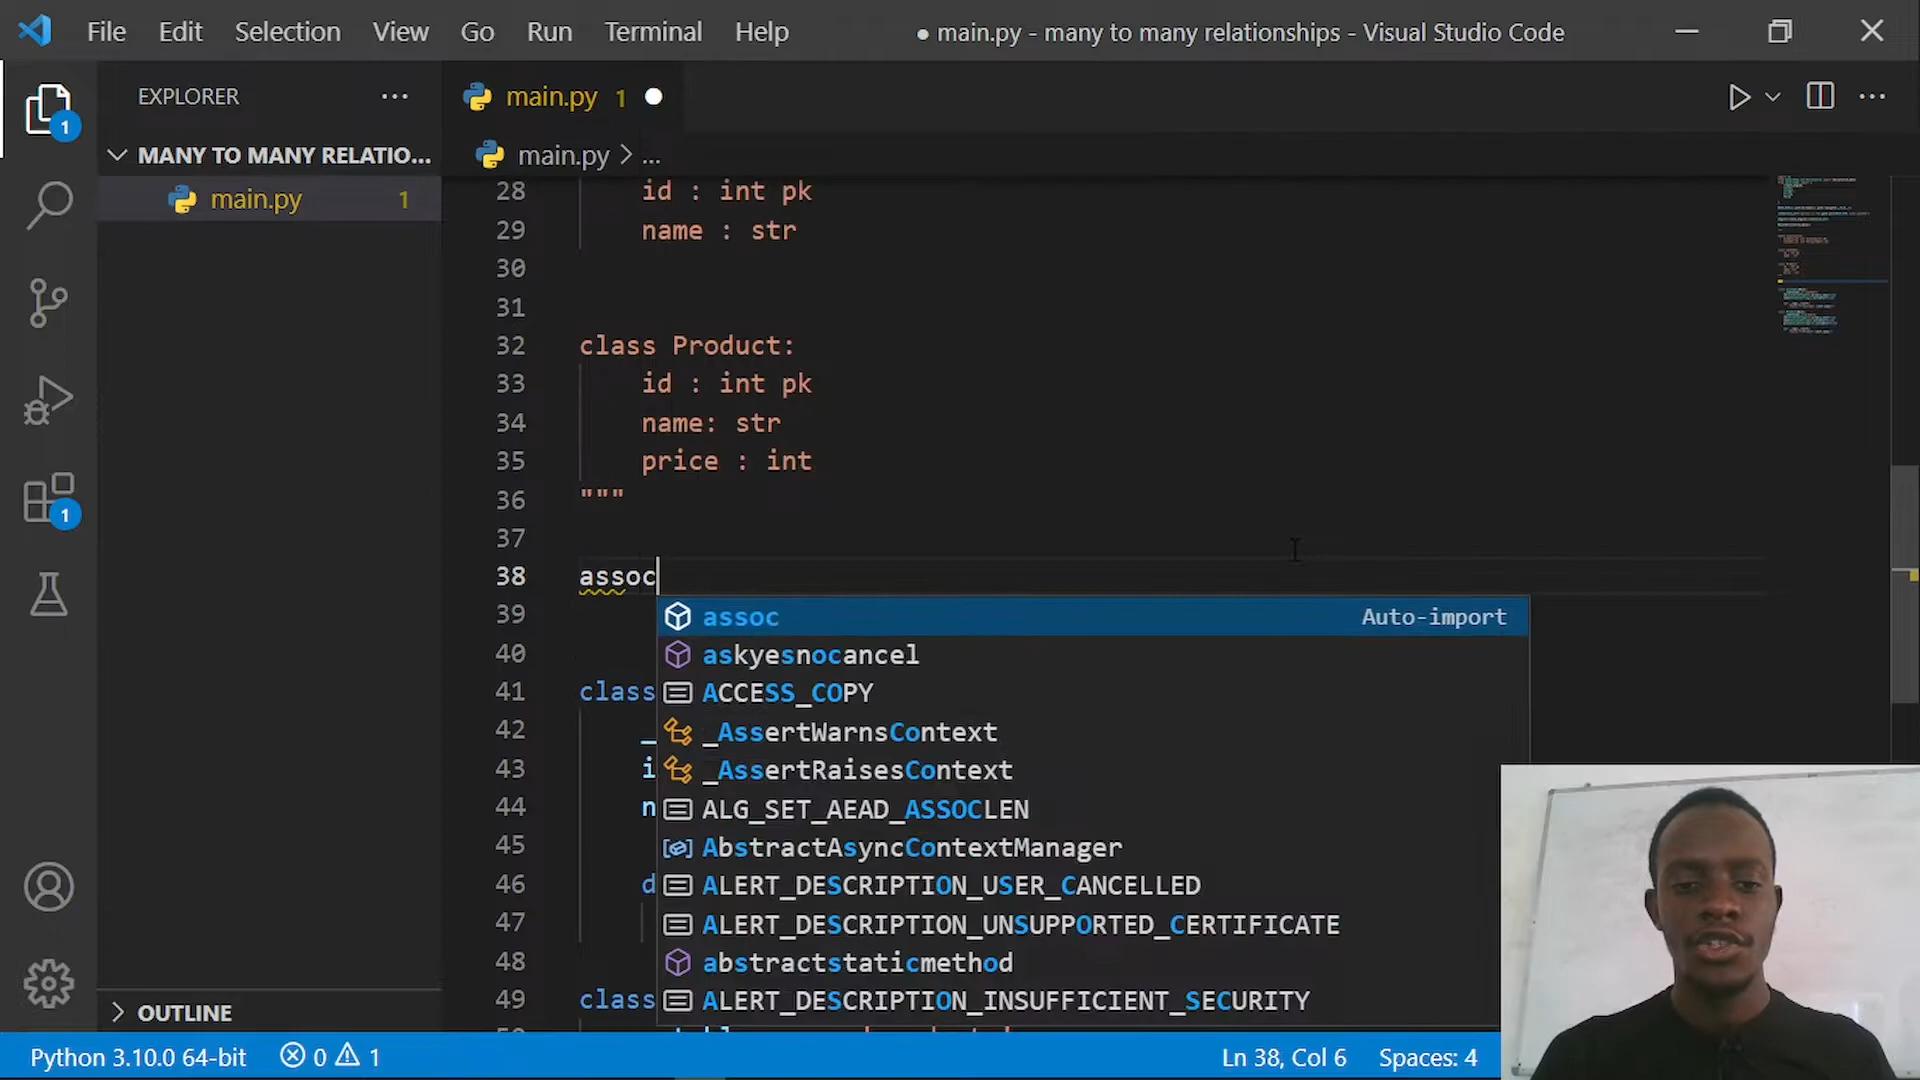 File Edit Selection View Go Run Terminal Help
● main.py - many to many relationships - Visual Studio Code
EXPLORER
MANY TO MANY RELATIO...
main.py 1
OUTLINE
main.py 1
main.py > ...
28 id : int pk
29 name : str
30
31
32 class Product:
33 id : int pk
34 name: str
35 price : int
36 """
37
38 assoc
39
40
41 class
42 _
43 i
44 n
45
46 d
47
48
49 class
assoc Auto-import
askyesnocancel
ACCESS_COPY
_AssertWarnsContext
_AssertRaisesContext
ALG_SET_AEAD_ASSOCLEN
AbstractAsyncContextManager
ALERT_DESCRIPTION_USER_CANCELLED
ALERT_DESCRIPTION_UNSUPPORTED_CERTIFICATE
abstractstaticmethod
ALERT_DESCRIPTION_INSUFFICIENT_SECURITY
1
1
Python 3.10.0 64-bit 0 1 Ln 38, Col 6 Spaces: 4